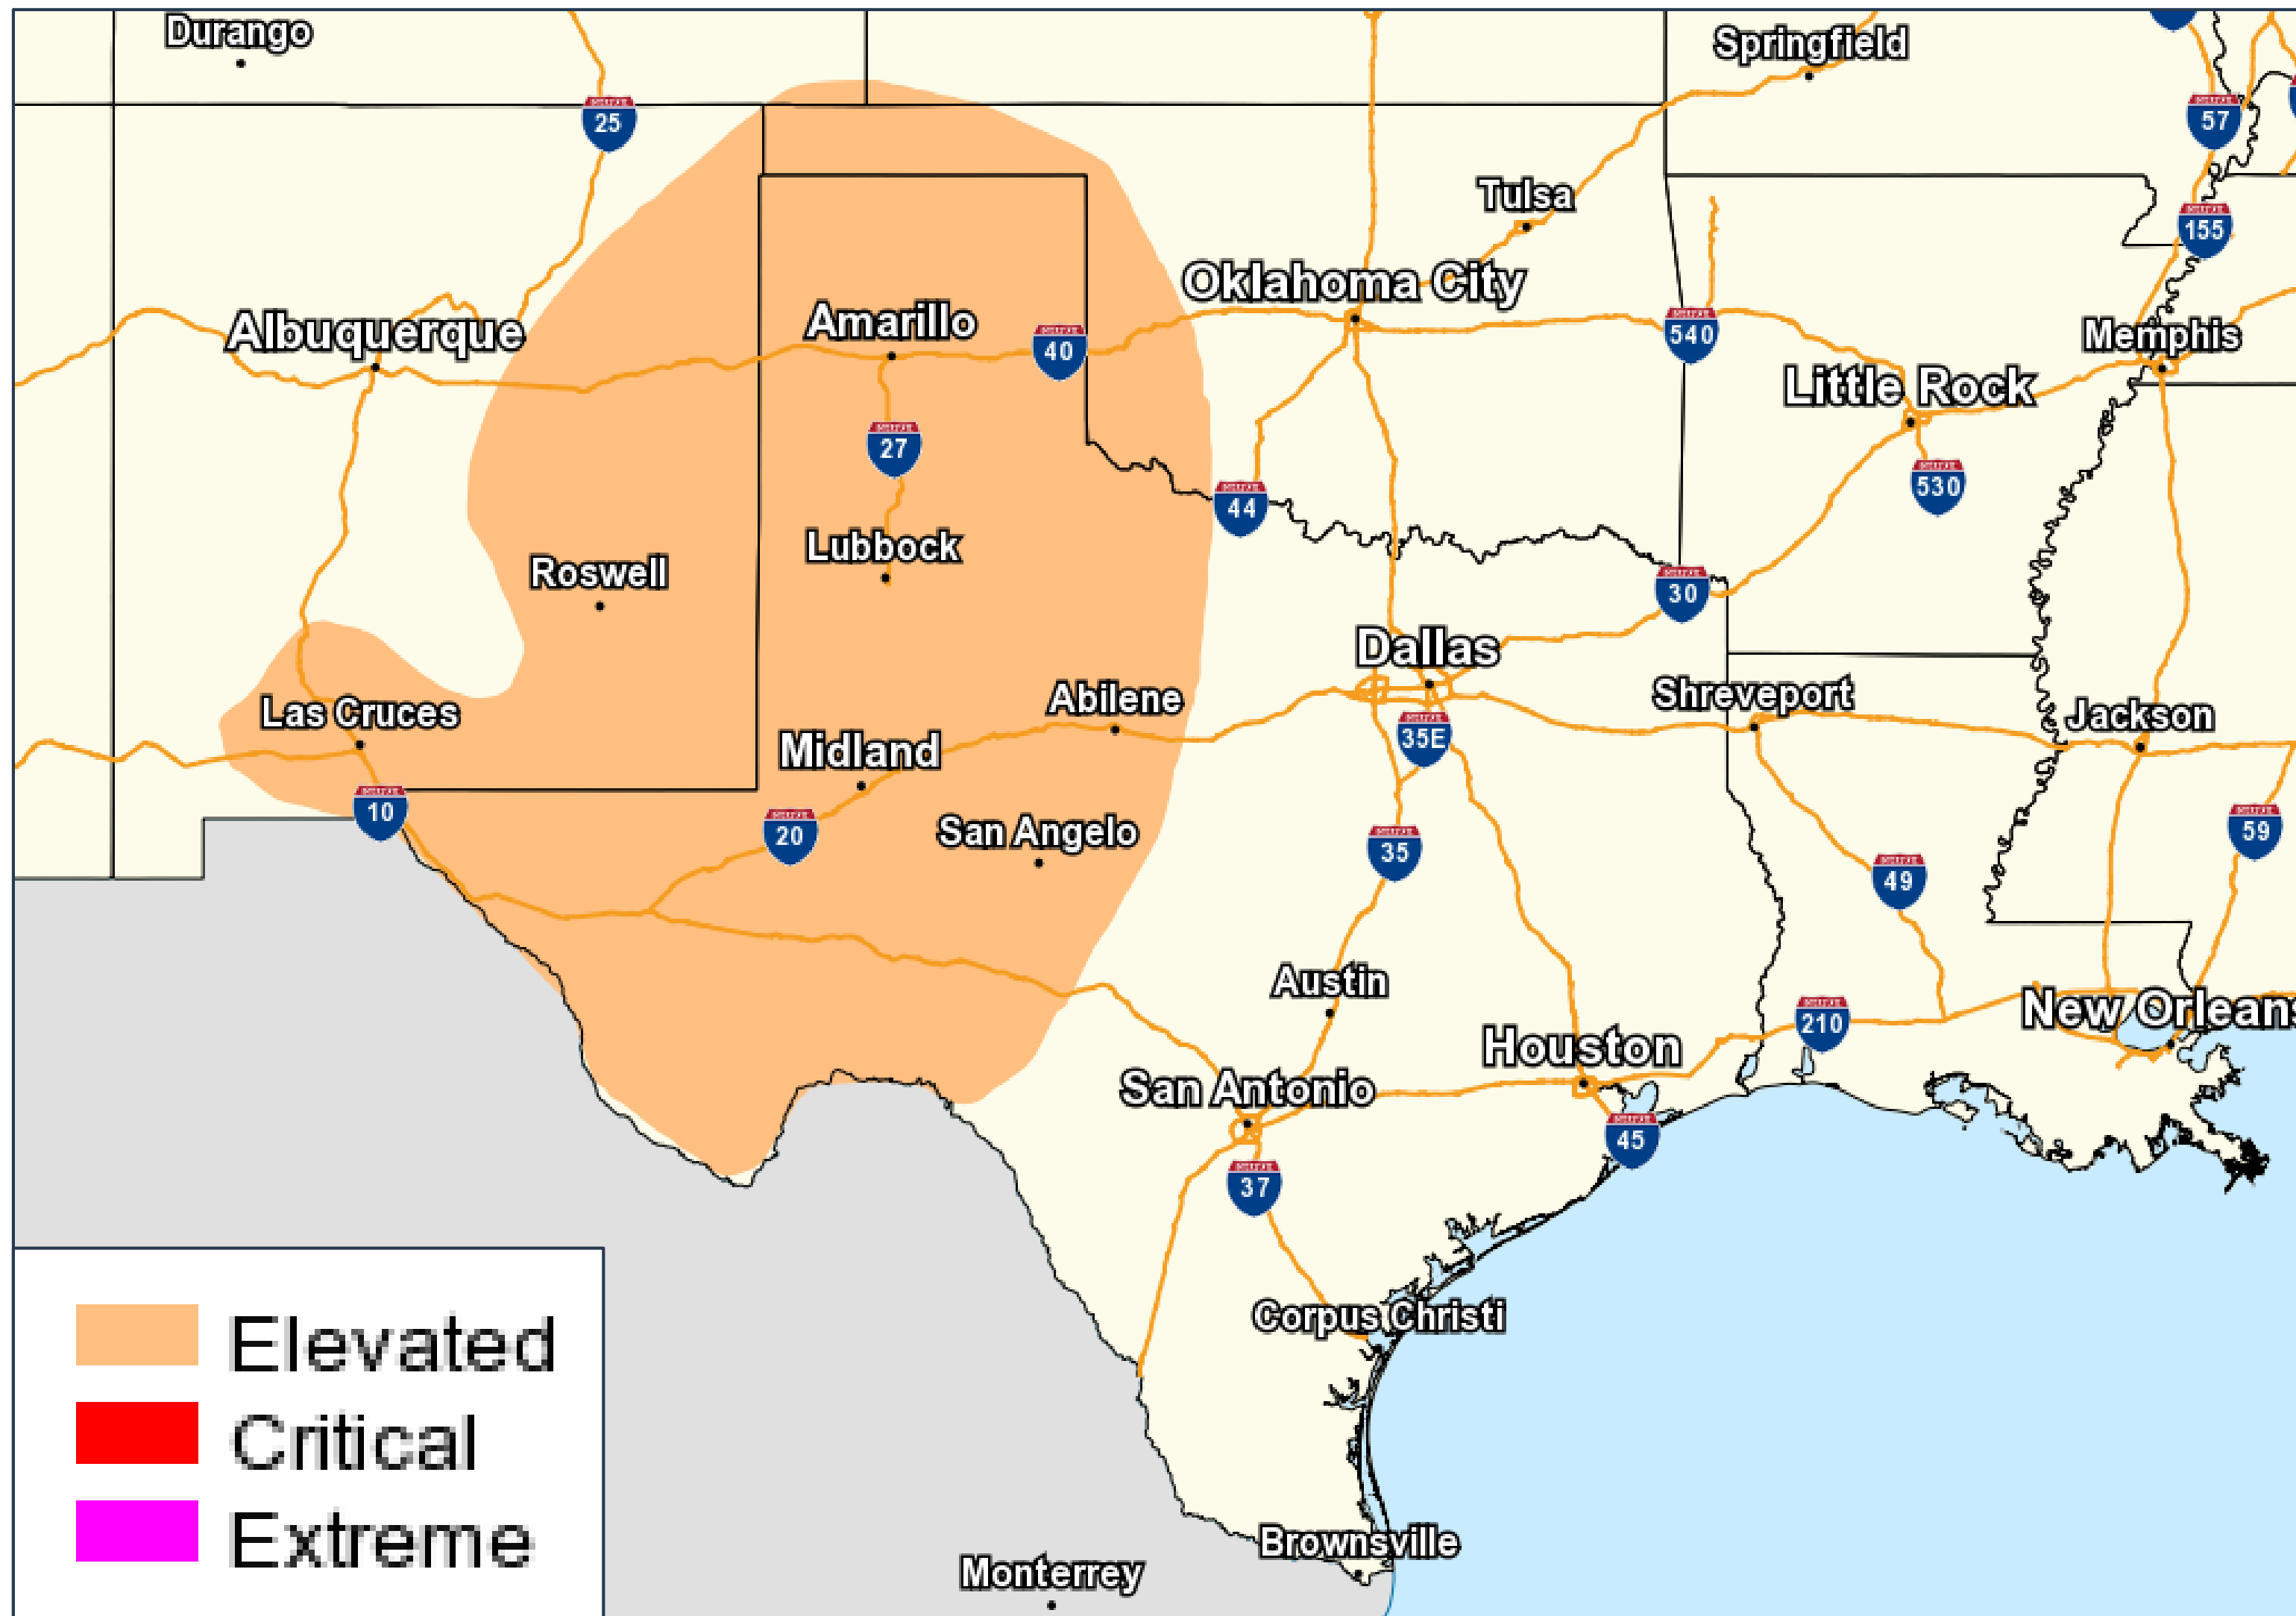 Durango
Springfield
25
57
Tulsa
155
Oklahoma City
Albuquerque
Amarillo
40
540
Memphis
Little Rock
27
44
530
Lubbock
Roswell
30
Dallas
Las Cruces
Abilene
Shreveport
Jackson
Midland
35E
10
20
San Angelo
35
59
49
Austin
New Orleans
210
Houston
San Antonio
45
37
Corpus Christi
Elevated
Critical
Extreme
Brownsville
Monterrey